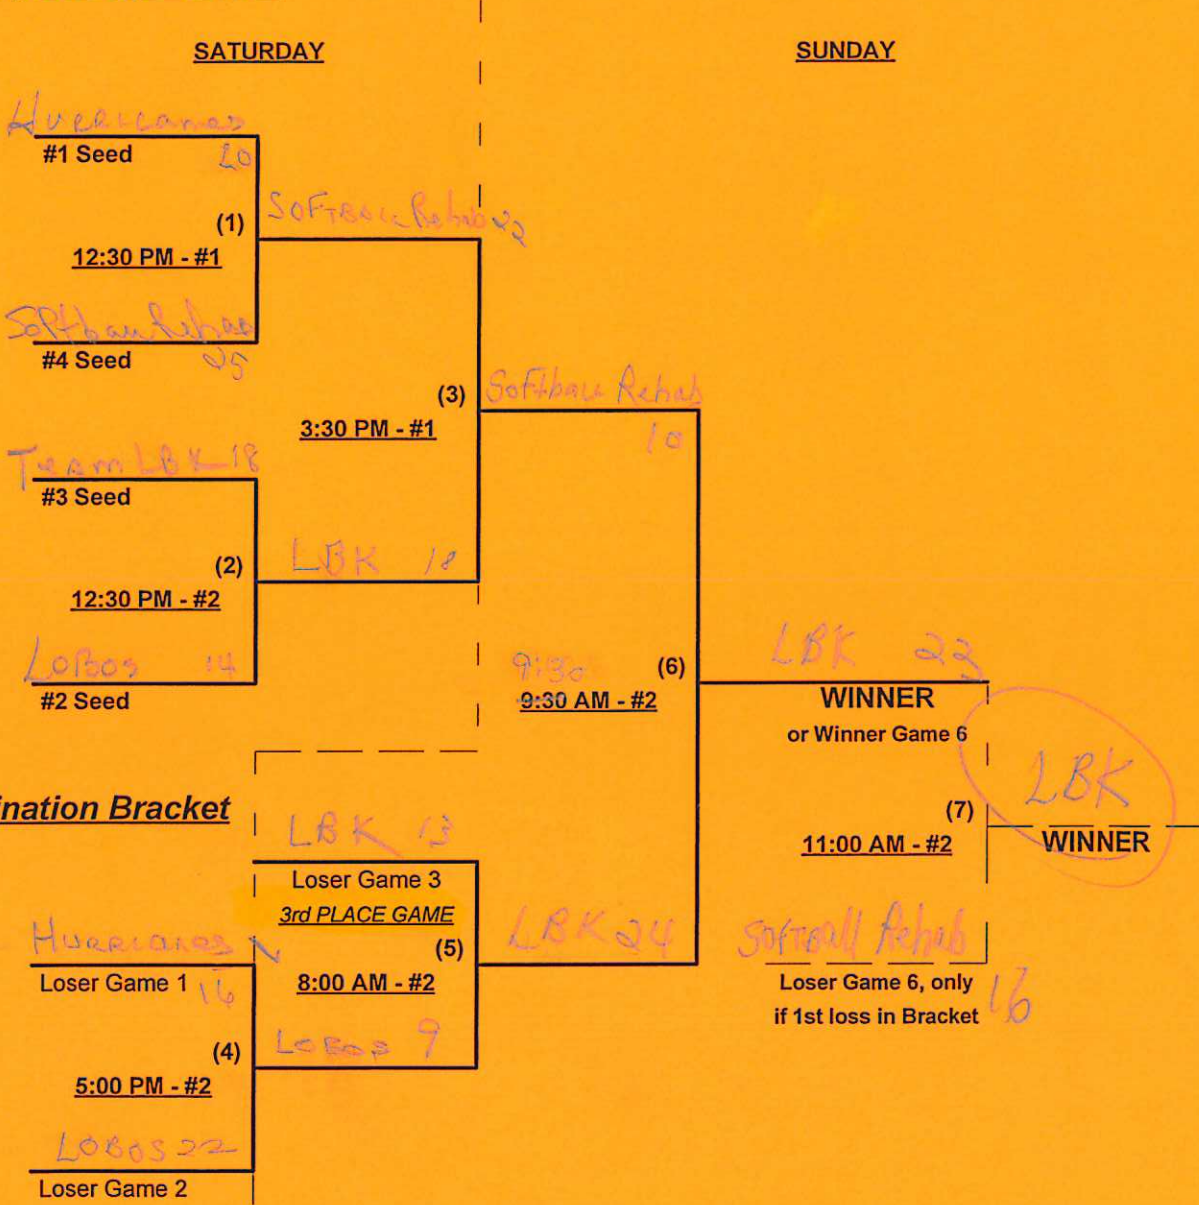 SATURDAY
SUNDAY
Hurricanes
#1 Seed 20
(1)
SOFTBALL Rehab 22
12:30 PM - #1
Softball Rehab
#4 Seed 25
(3)
Softball Rehab
3:30 PM - #1
10
Team LBK 18
#3 Seed
(2)
LBK 18
12:30 PM - #2
LOBOS 14
#2 Seed
9:30
(6)
9:30 AM - #2
LBK 23
WINNER
or Winner Game 6
(7)
11:00 AM - #2
LBK
WINNER
ination Bracket
LBK 13
Loser Game 3
3rd PLACE GAME
(5)
8:00 AM - #2
LBK 24
Softball Rehab
Loser Game 6, only
if 1st loss in Bracket
16
Hurricanes
Loser Game 1 16
(4)
LOBOS 9
5:00 PM - #2
LOBOS 22
Loser Game 2